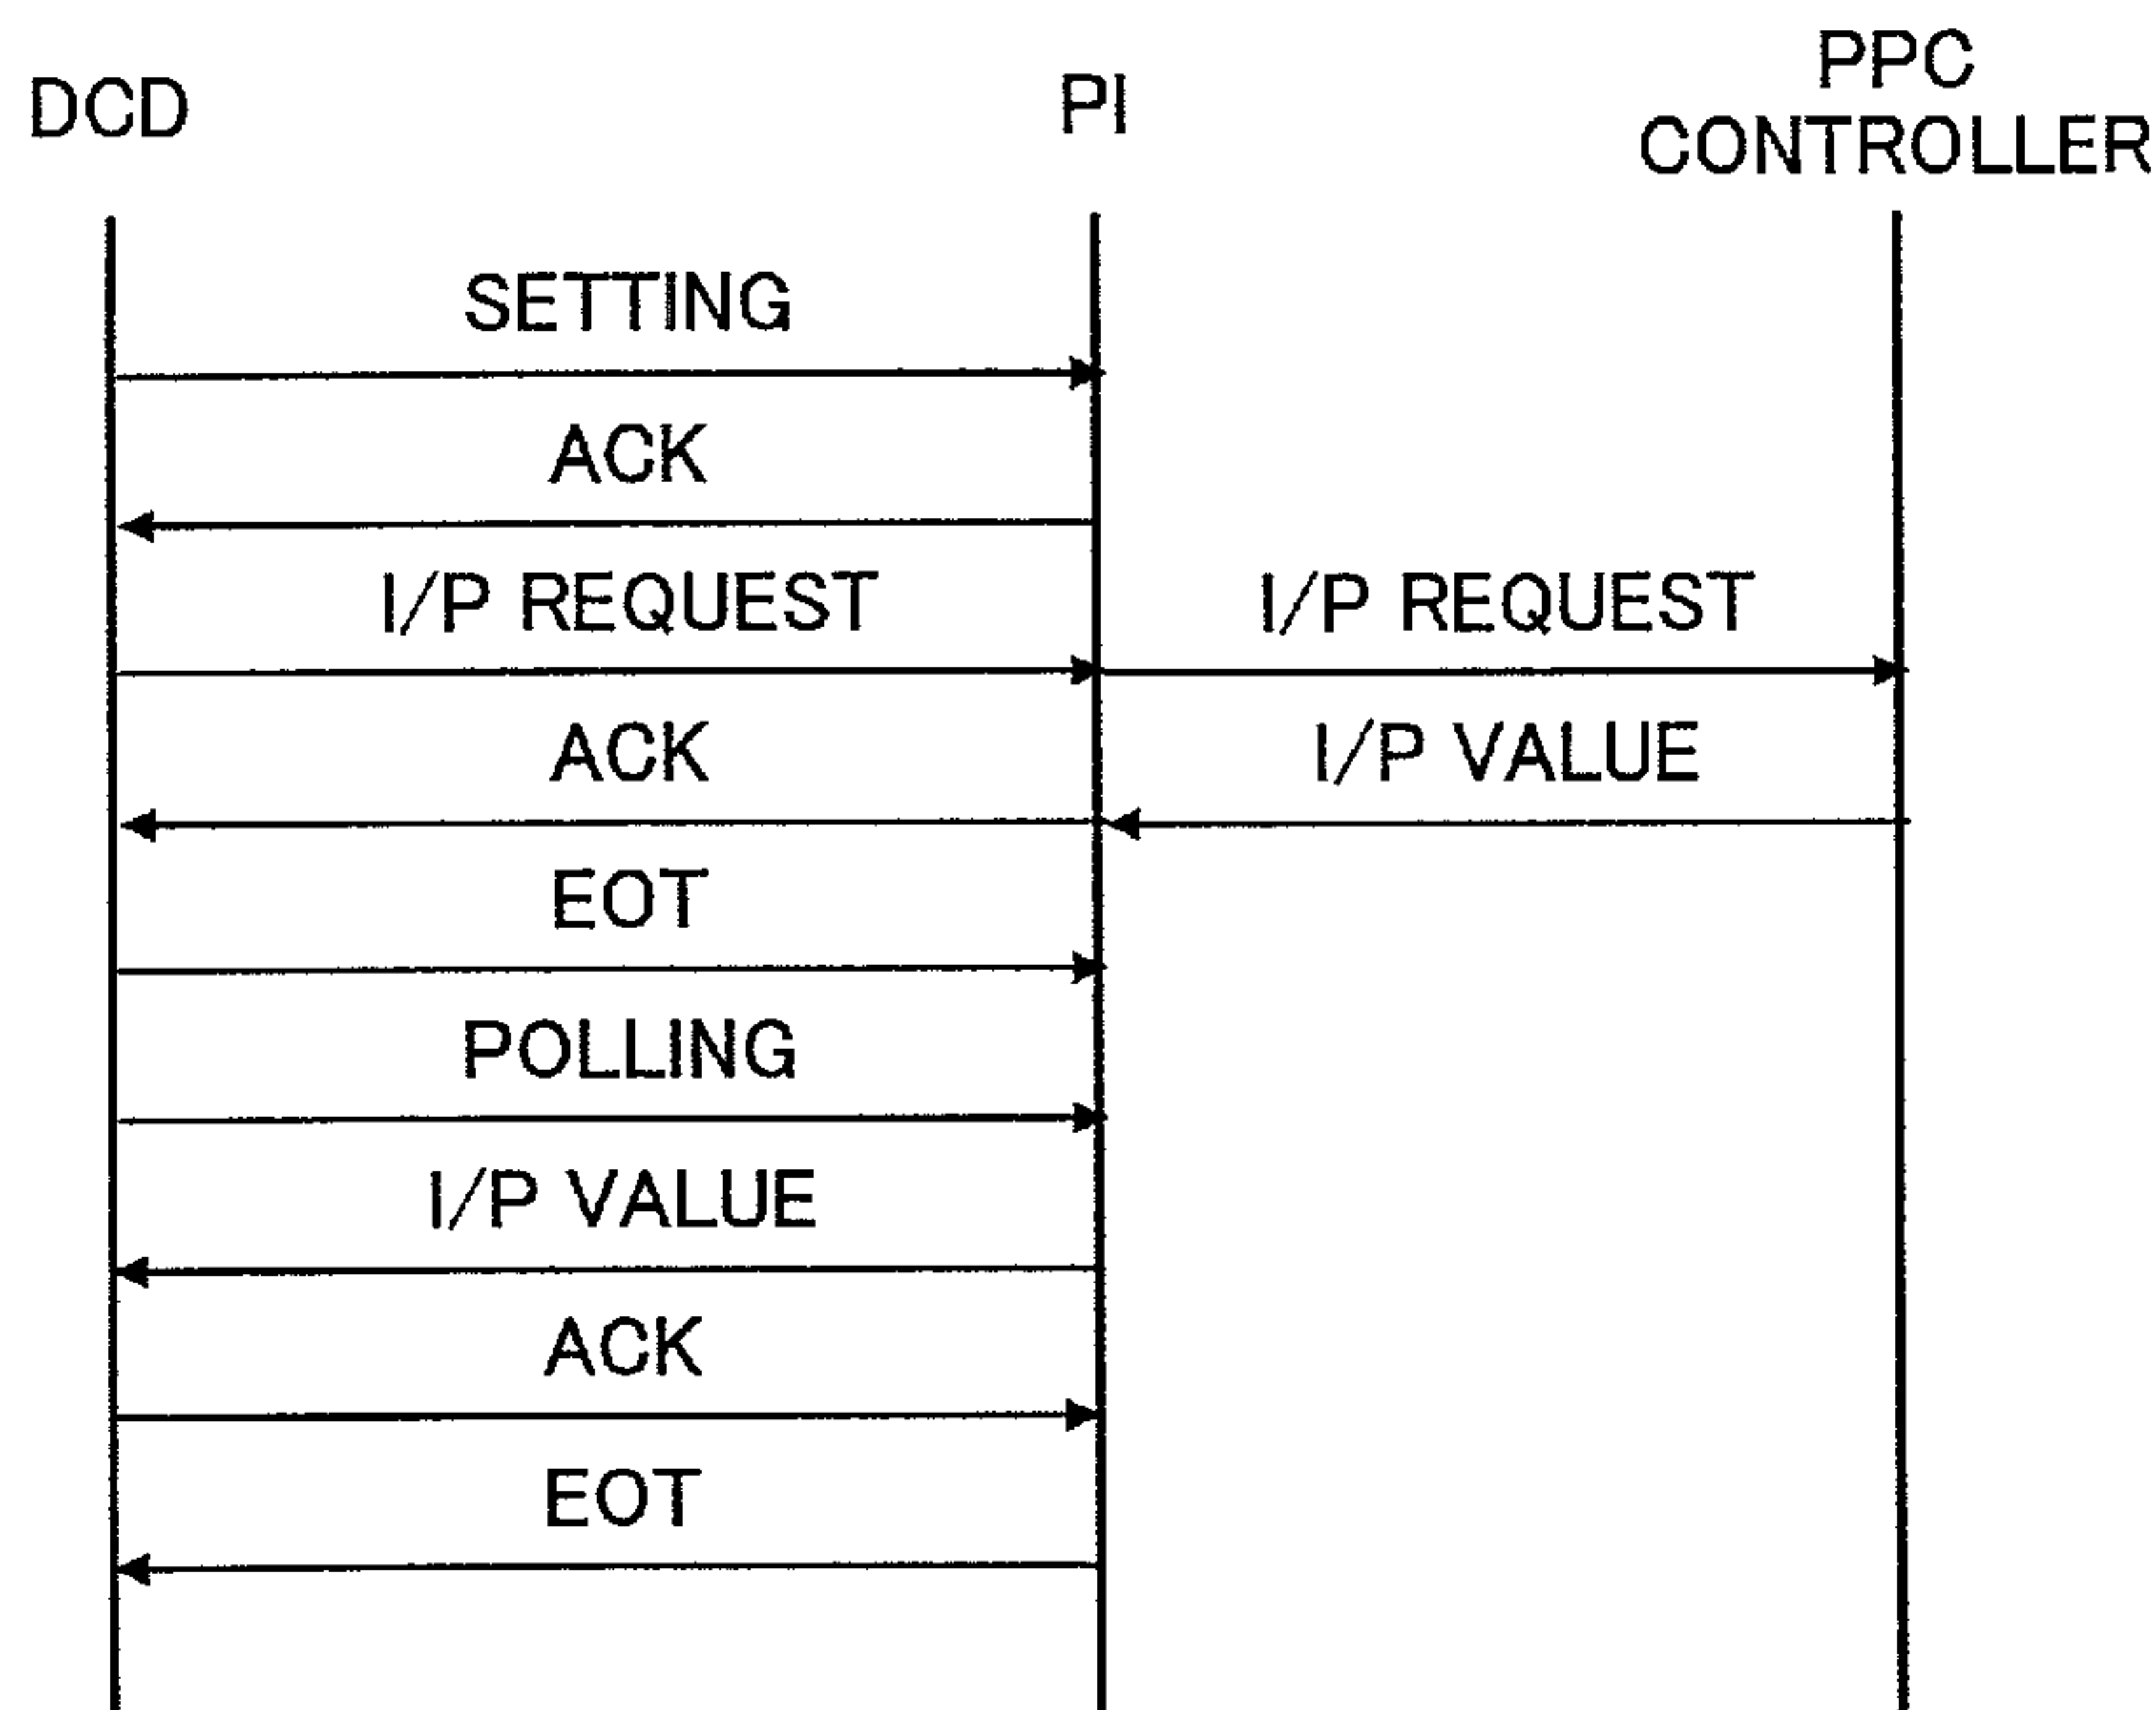 DCD
PI
PPC
CONTROLLER
SETTING
ACK
I/P REQUEST
I/P REQUEST
ACK
I/P VALUE
EOT
POLLING
I/P VALUE
ACK
EOT